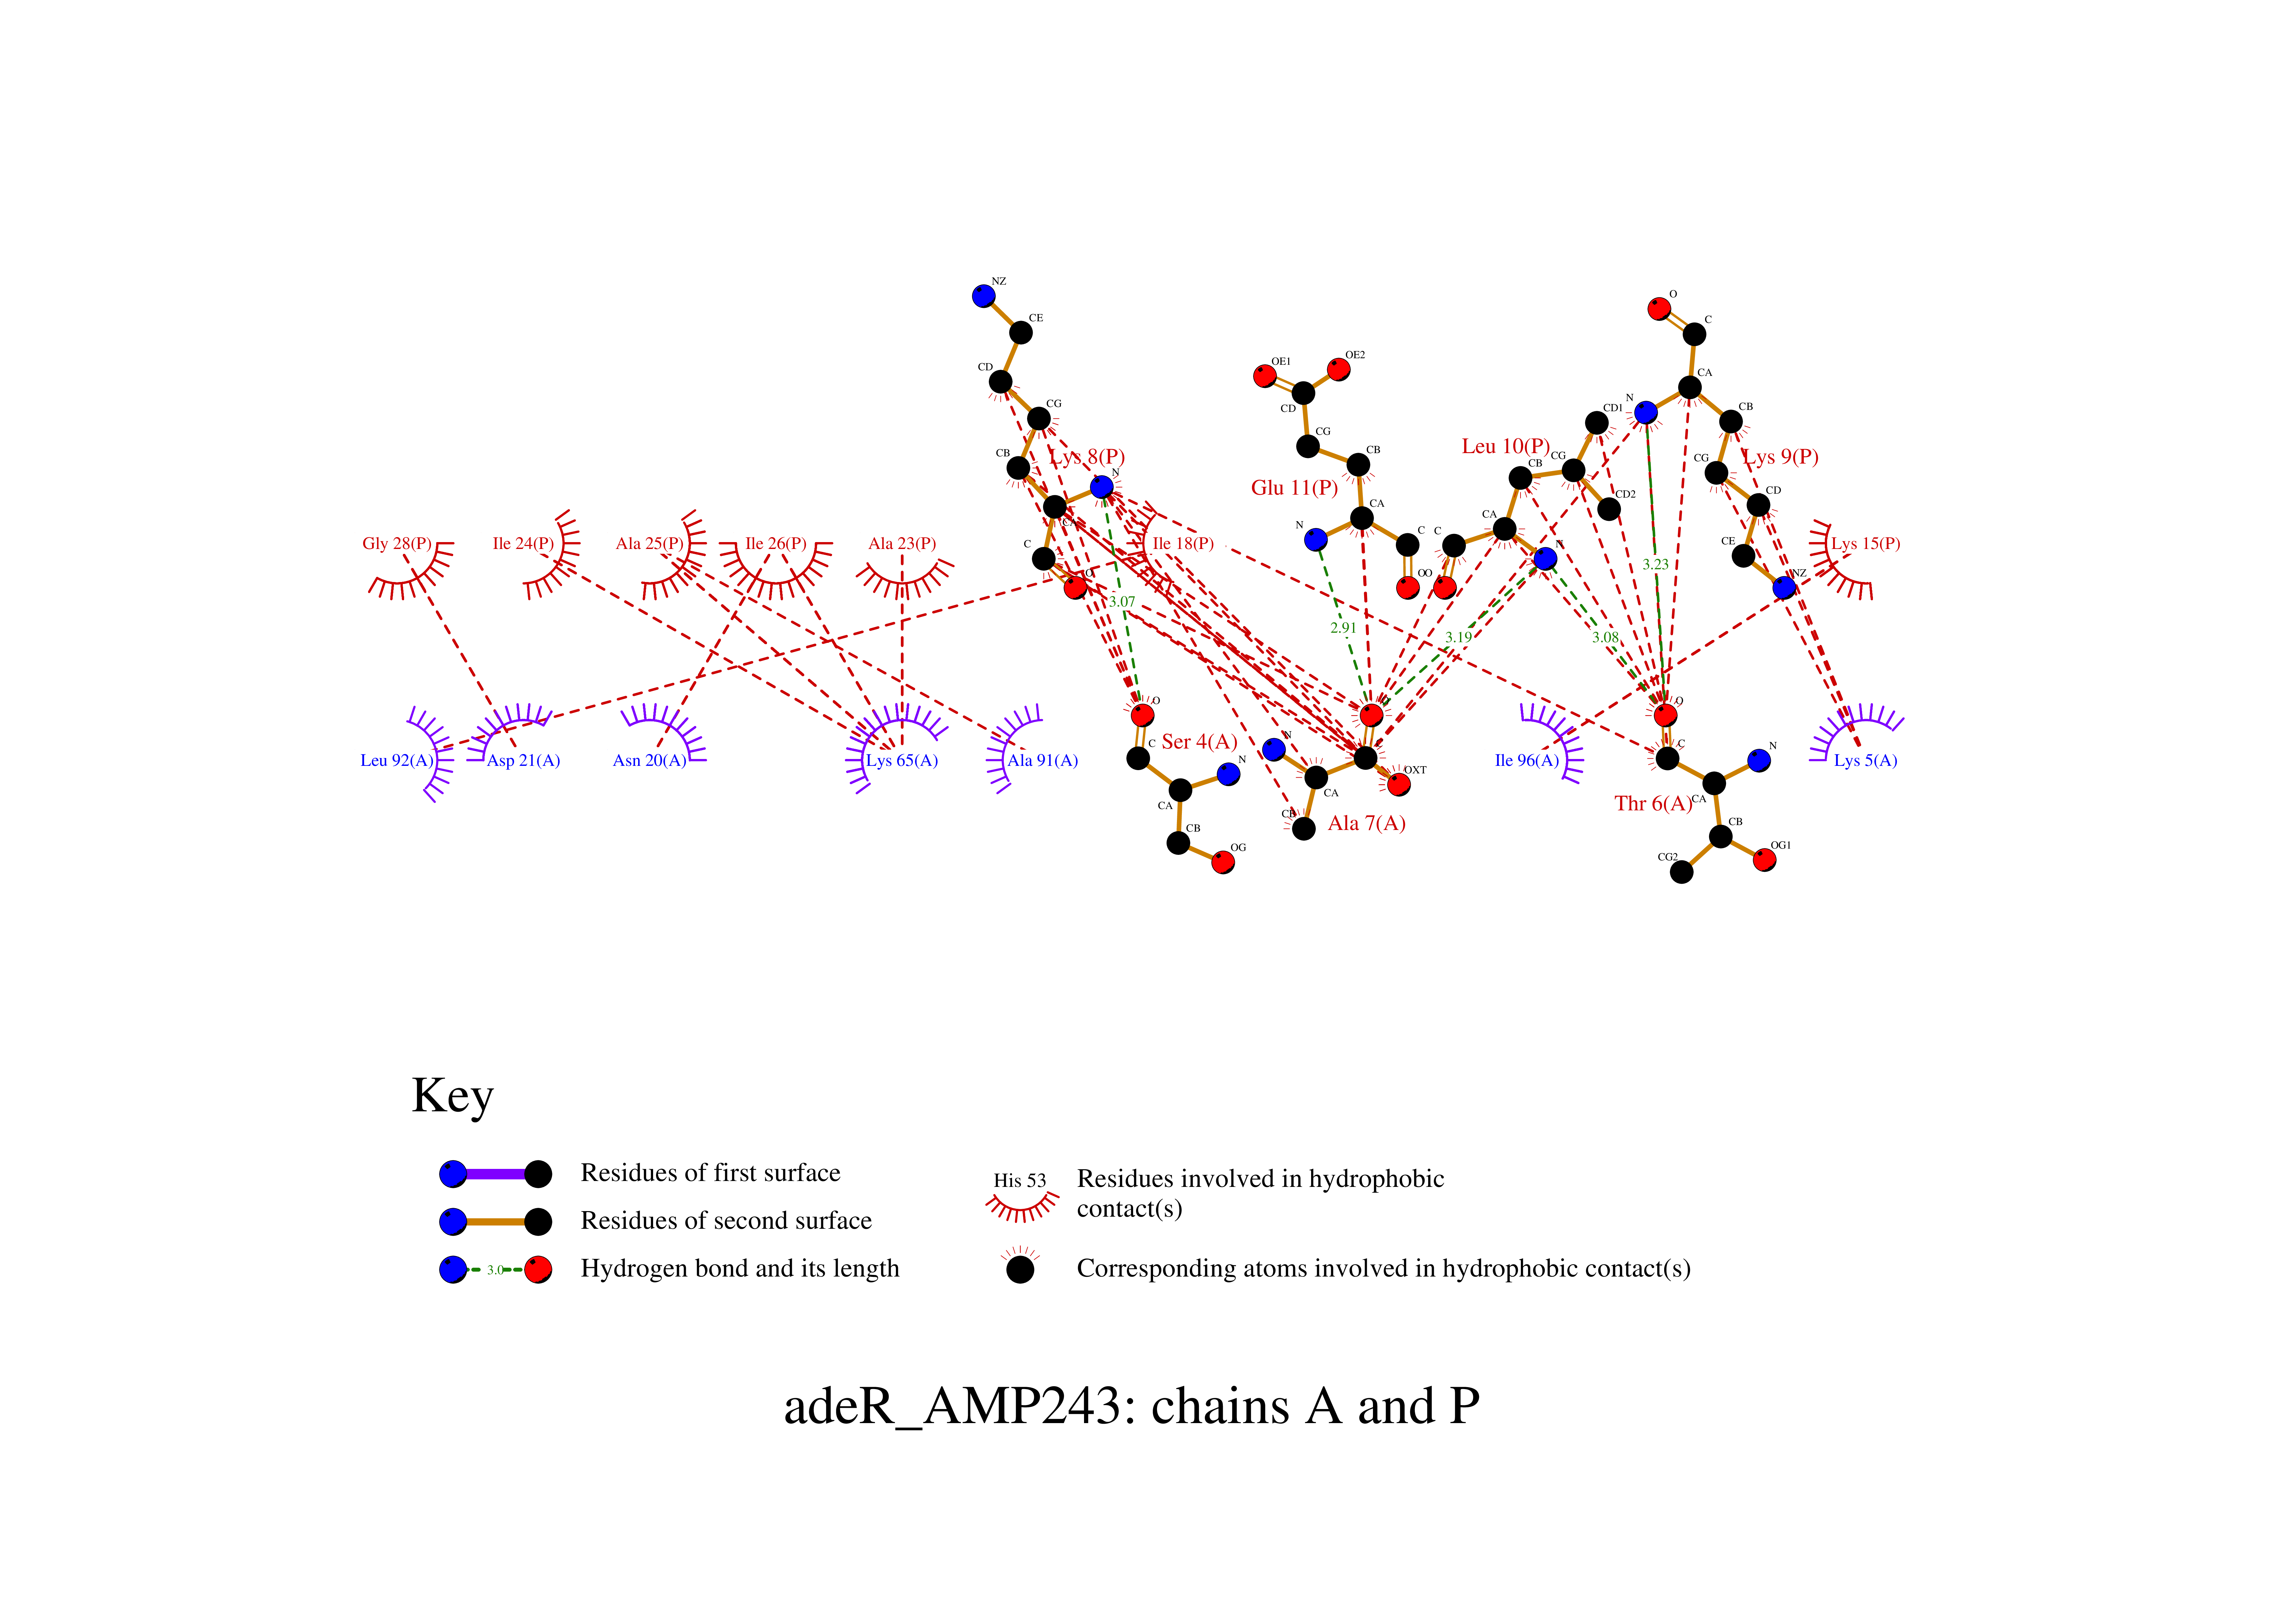 NZ
CE
CD
CG
CB
Lys 8(P)
N
CA
C
O
OE1
OE2
CD
CG
CB
Glu 11(P)
CA
N
C
O
O
C
CD1
Leu 10(P)
CB
CG
CD2
CA
N
O
C
CA
N
CB
CG
Lys 9(P)
CD
CE
NZ
Gly 28(P)
Ile 24(P)
Ala 25(P)
Ile 26(P)
Ala 23(P)
Ile 18(P)
Lys 15(P)
3.07
2.91
3.19
3.08
3.23
Leu 92(A)
Asp 21(A)
Asn 20(A)
Lys 65(A)
Ala 91(A)
O
Ser 4(A)
C
N
CA
CB
OG
N
OXT
CA
CB
Ala 7(A)
Ile 96(A)
O
C
N
Thr 6(A)
CA
CB
OG1
CG2
Lys 5(A)
Key
Residues of first surface
Residues of second surface
3.0
Hydrogen bond and its length
His 53
Residues involved in hydrophobic
contact(s)
Corresponding atoms involved in hydrophobic contact(s)
adeR_AMP243: chains A and P